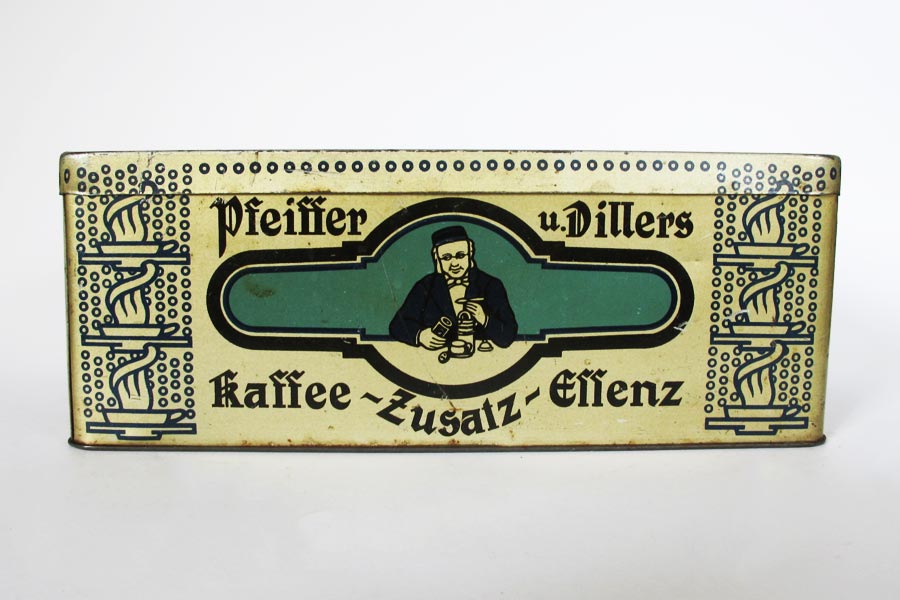 Pfeiffer u. Dillers
Kaffee-Zusatz-Essenz